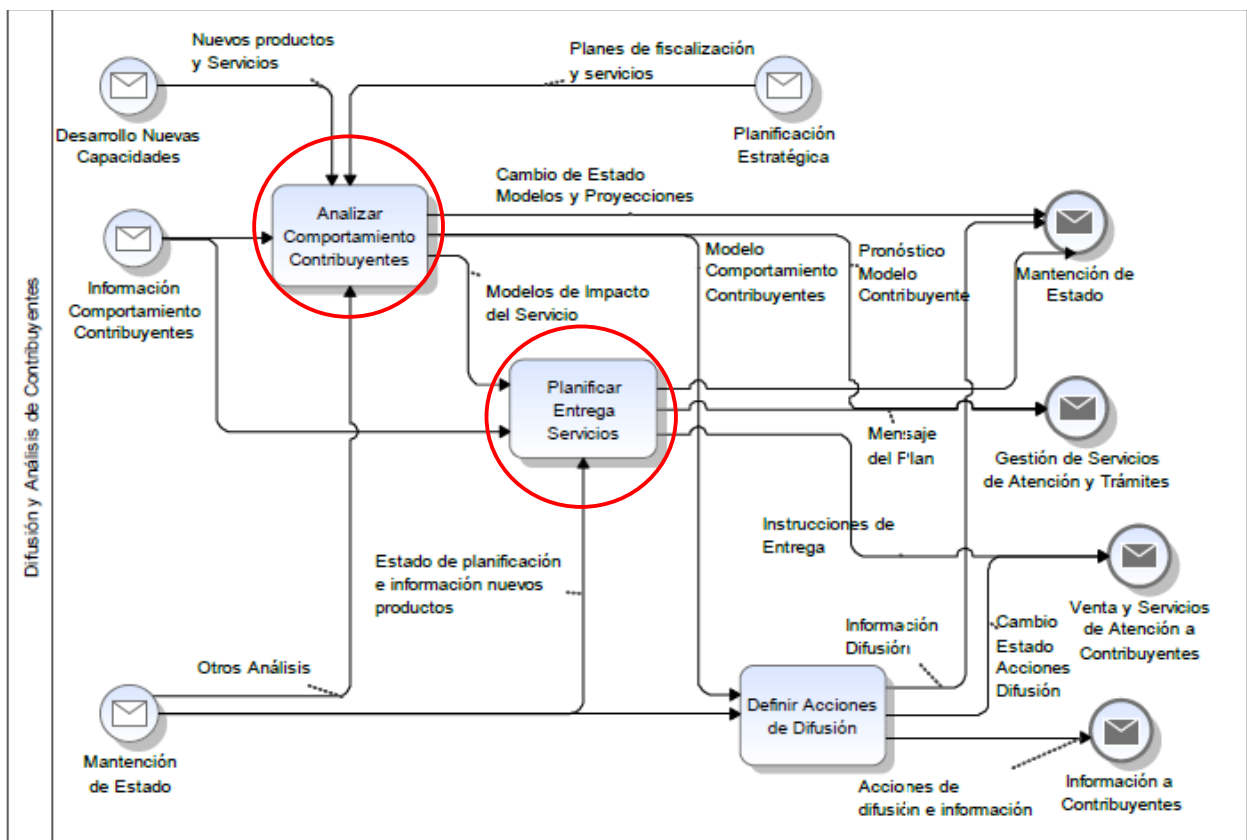 Difusión y Análisis de Contribuyentes
Nuevos productos
y Servicios
Planes de fiscalización
y servicios
Desarrollo Nuevas
Capacidades
Planificación
Estratégica
Analizar
Comportamiento
Contribuyentes
Cambio de Estado
Modelos y Proyecciones
Información
Comportamiento
Contribuyentes
Modelos de Impacto
del Servicio
Modelo
Comportamiento
Contribuyentes
Pronóstico
Modelo
Contribuyente
Mantención de
Estado
Planificar
Entrega
Servicios
Mensaje
del Plan
Gestión de Servicios
de Atención y Trámites
Instrucciones de
Entrega
Estado de planificación
e información nuevos
productos
Venta y Servicios
de Atención a
Contribuyentes
Información
Difusión
Cambio
Estado
Acciones
Difusión
Otros Análisis
Definir Acciones
de Difusión
Mantención
de Estado
Acciones de
difusión e información
Información a
Contribuyentes